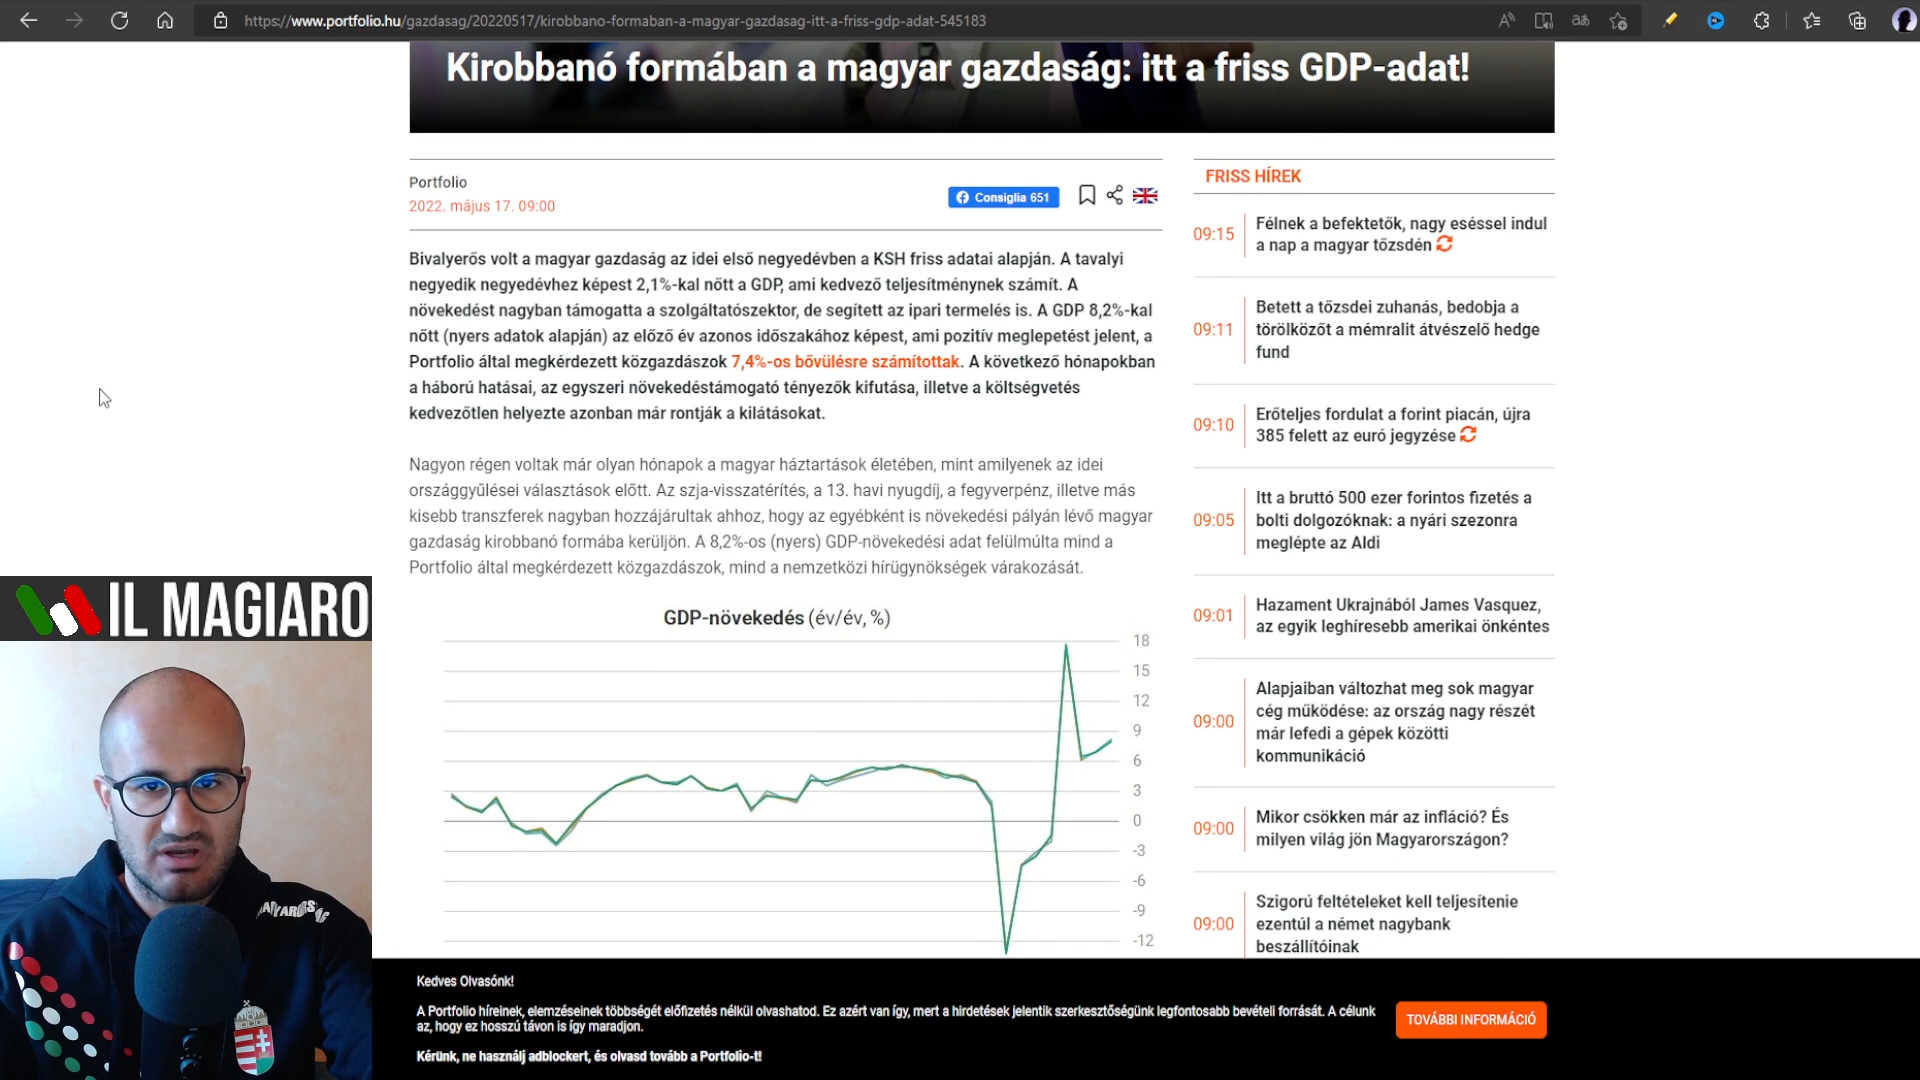 https://www.portfolio.hu/gazdasag/20220517/kirobbano-formaban-a-magyar-gazdasag-itt-a-friss-gdp-adat-545183
Kirobbanó formában a magyar gazdaság: itt a friss GDP-adat!
Portfolio
2022. május 17. 09:00
Consiglia 651
Bivalyerős volt a magyar gazdaság az idei első negyedévben a KSH friss adatai alapján. A tavalyi
negyedik negyedévhez képest 2,1%-kal nőtt a GDP, ami kedvező teljesítménynek számít. A
növekedést nagyban támogatta a szolgáltatószektor, de segített az ipari termelés is. A GDP 8,2%-kal
nőtt (nyers adatok alapján) az előző év azonos időszakához képest, ami pozitív meglepetést jelent, a
Portfolio által megkérdezett közgazdászok 7,4%-os bővülésre számítottak. A következő hónapokban
a háború hatásai, az egyszeri növekedéstámogató tényezők kifutása, illetve a költségvetés
kedvezőtlen helyezte azonban már rontják a kilátásokat.
Nagyon régen voltak már olyan hónapok a magyar háztartások életében, mint amilyenek az idei
országgyűlései választások előtt. Az szja-visszatérítés, a 13. havi nyugdíj, a fegyverpénz, illetve más
kisebb transzferek nagyban hozzájárultak ahhoz, hogy az egyébként is növekedési pályán lévő magyar
gazdaság kirobbanó formába kerüljön. A 8,2%-os (nyers) GDP-növekedési adat felülmúlta mind a
Portfolio által megkérdezett közgazdászok, mind a nemzetközi hírügynökségek várakozását.
GDP-növekedés (év/év, %)
18
15
12
9
6
3
0
-3
-6
-9
-12
FRISS HÍREK
09:15
Félnek a befektetők, nagy eséssel indul
a nap a magyar tőzsdén
09:11
Betett a tőzsdei zuhanás, bedobja a
törölközőt a mémralit átvészelő hedge
fund
09:10
Erőteljes fordulat a forint piacán, újra
385 felett az euró jegyzése
09:05
Itt a bruttó 500 ezer forintos fizetés a
bolti dolgozóknak: a nyári szezonra
meglépte az Aldi
09:01
Hazament Ukrajnából James Vasquez,
az egyik leghíresebb amerikai önkéntes
09:00
Alapjaiban változhat meg sok magyar
cég működése: az ország nagy részét
már lefedi a gépek közötti
kommunikáció
09:00
Mikor csökken már az infláció? És
milyen világ jön Magyarországon?
09:00
Szigorú feltételeket kell teljesítenie
ezentúl a német nagybank
beszállítóinak
IL MAGIARO
Kedves Olvasónk!
A Portfolio híreinek, elemzéseinek többségét előfizetés nélkül olvashatod. Ez azért van így, mert a hirdetések jelentik szerkesztőségünk legfontosabb bevételi forrását. A célunk
az, hogy ez hosszú távon is így maradjon.
Kérünk, ne használj adblockert, és olvasd tovább a Portfolio-t!
TOVÁBBI INFORMÁCIÓ